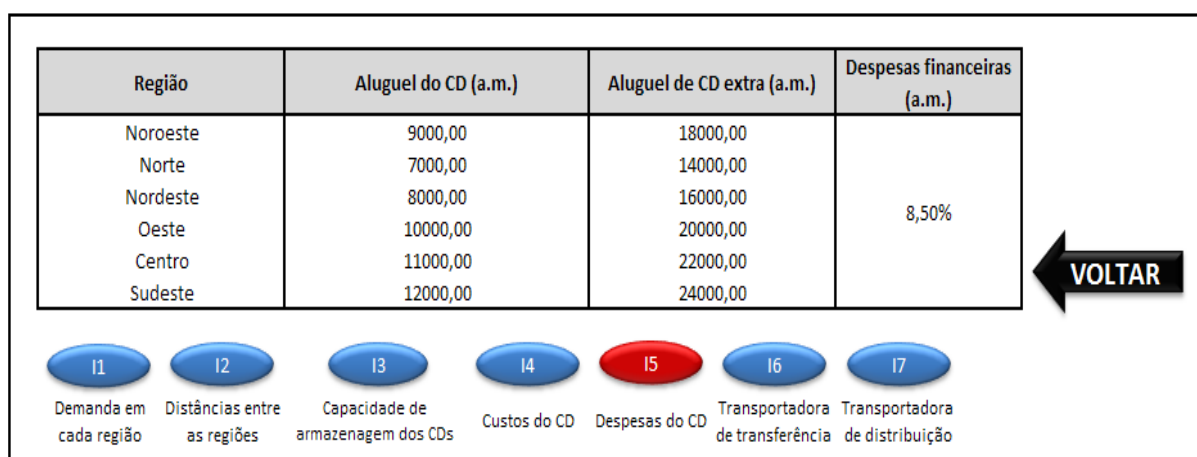 Região Aluguel do CD (a.m.) Aluguel de CD extra (a.m.) Despesas financeiras (a.m.)
Noroeste 9000,00 18000,00
Norte 7000,00 14000,00
Nordeste 8000,00 16000,00
8,50%
Oeste 10000,00 20000,00
Centro 11000,00 22000,00
Sudeste 12000,00 24000,00
VOLTAR
I1 I2 I3 I4 I5 I6 I7
Demanda em cada região
Distâncias entre as regiões
Capacidade de armazenagem dos CDs
Custos do CD
Despesas do CD
Transportadora de transferência
Transportadora de distribuição